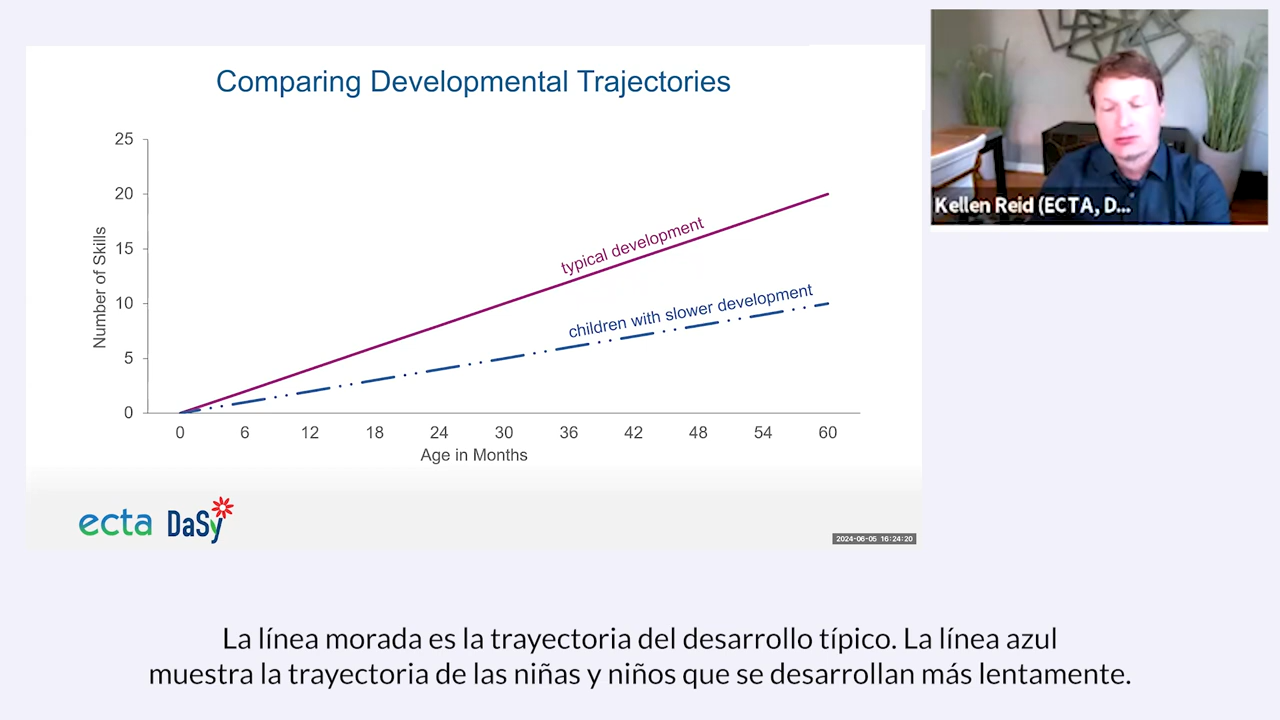 Comparing Developmental Trajectories
25
20
15
10
5
0
Number of Skills
typical development
children with slower development
0 6 12 18 24 30 36 42 48 54 60
Age in Months
ecta DaSy
2024-06-05 16:24:20
Kellen Reid (ECTA, D...
La línea morada es la trayectoria del desarrollo típico. La línea azul
muestra la trayectoria de las niñas y niños que se desarrollan más lentamente.